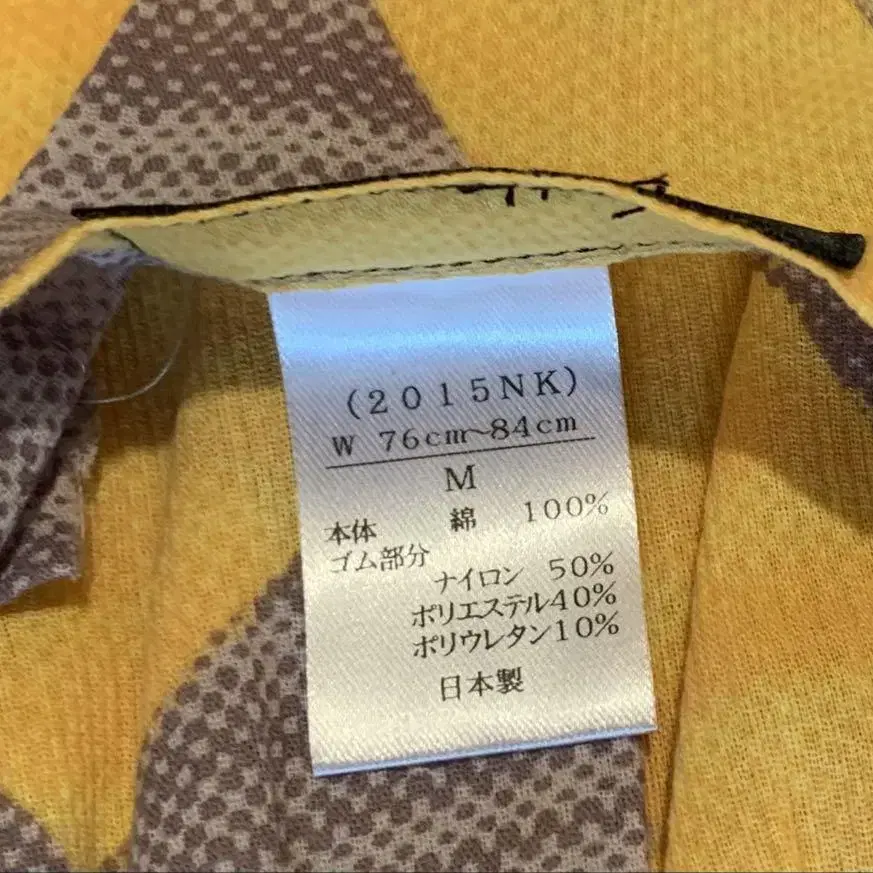 (2015NK)
W 76cm~84cm
M
本体 綿 100%
ゴム部分
ナイロン 50%
ポリエステル40%
ポリウレタン10%
日本製